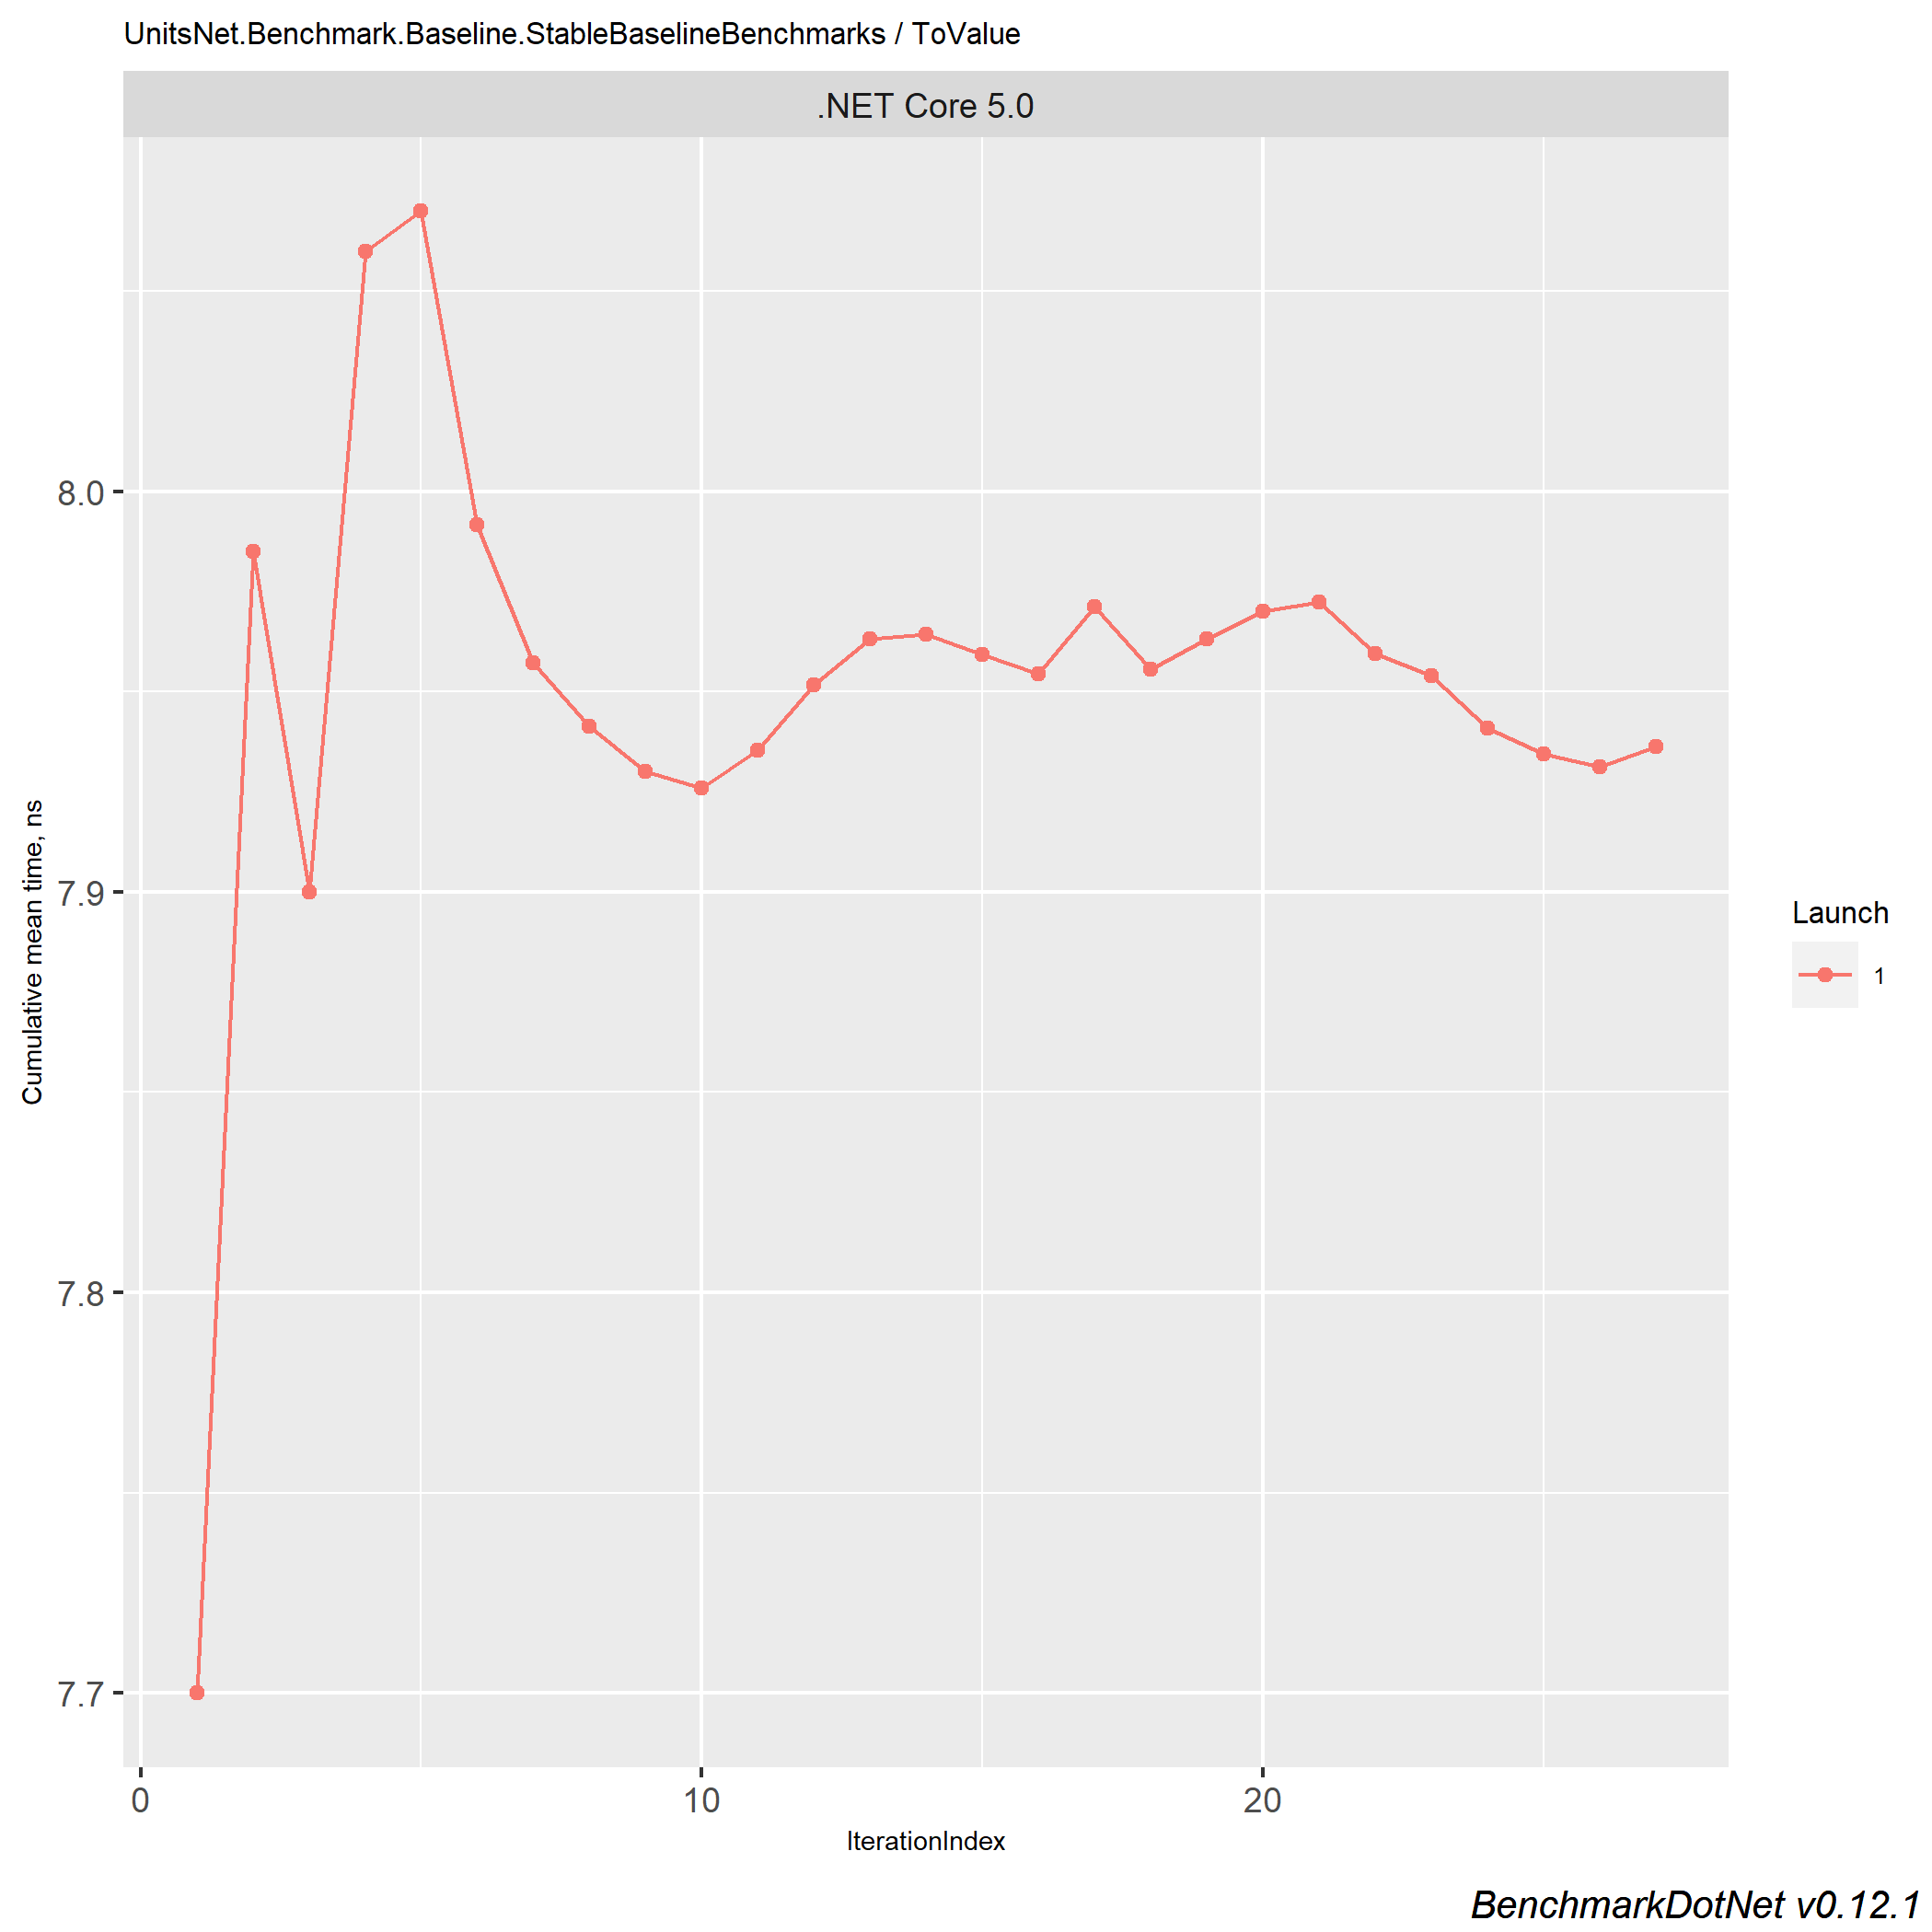 UnitsNet.Benchmark.Baseline.StableBaselineBenchmarks / ToValue
.NET Core 5.0
8.0
7.9
7.8
7.7
Cumulative mean time, ns
0 10 20
IterationIndex
Launch
1
BenchmarkDotNet v0.12.1